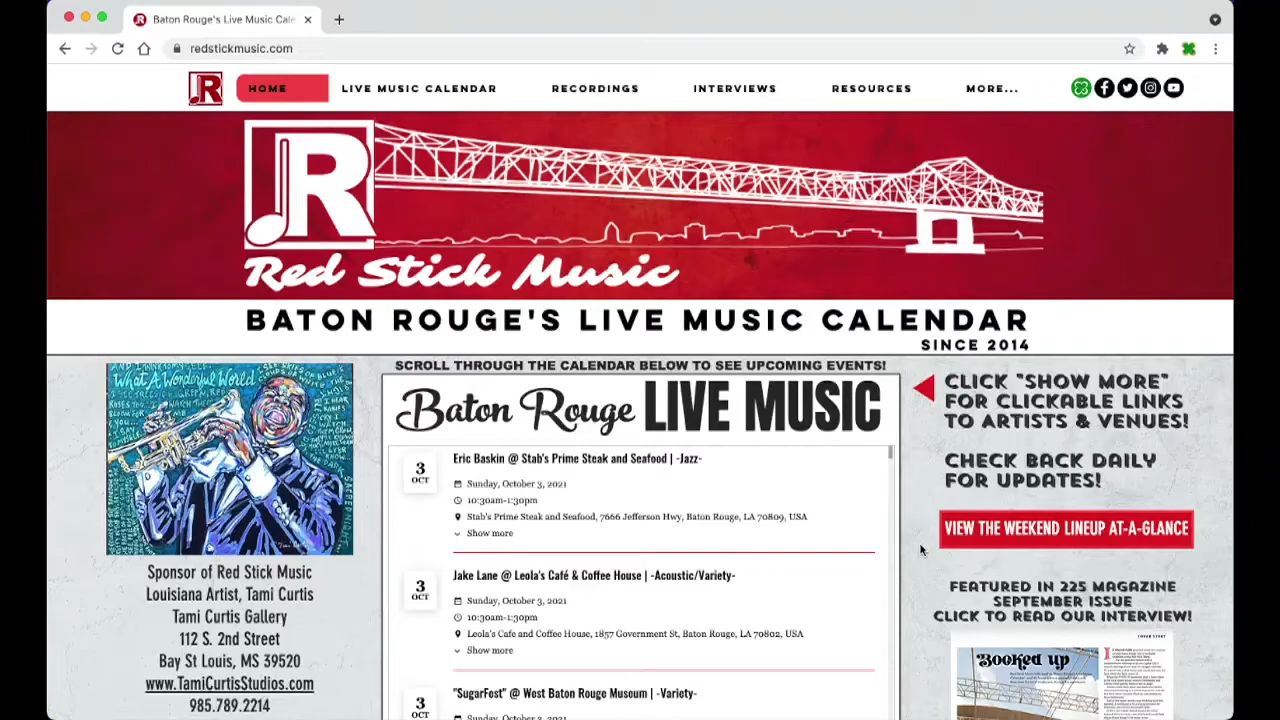 Baton Rouge's Live Music Cale
redstickmusic.com
R
HOME
LIVE MUSIC CALENDAR
RECORDINGS
INTERVIEWS
RESOURCES
MORE...
R
Red Stick Music
BATON ROUGE'S LIVE MUSIC CALENDAR
SINCE 2014
What A Wonderful World
Sponsor of Red Stick Music
Louisiana Artist, Tami Curtis
Tami Curtis Gallery
112 S. 2nd Street
Bay St Louis, MS 39520
www.TamiCurtisStudios.com
985.789.2214
SCROLL THROUGH THE CALENDAR BELOW TO SEE UPCOMING EVENTS!
Baton Rouge LIVE MUSIC
3
OCT
Eric Baskin @ Stab's Prime Steak and Seafood | -Jazz-
Sunday, October 3, 2021
10:30am-1:30pm
Stab's Prime Steak and Seafood, 7666 Jefferson Hwy, Baton Rouge, LA 70809, USA
Show more
3
OCT
Jake Lane @ Leola's Café & Coffee House | -Acoustic/Variety-
Sunday, October 3, 2021
10:30am-1:30pm
Leola's Cafe and Coffee House, 1857 Government St, Baton Rouge, LA 70802, USA
Show more
3
"SugarFest" @ West Baton Rouge Museum | -Variety-
Sunday, October 3, 2021
CLICK "SHOW MORE"
FOR CLICKABLE LINKS
TO ARTISTS & VENUES!
CHECK BACK DAILY
FOR UPDATES!
VIEW THE WEEKEND LINEUP AT-A-GLANCE
FEATURED IN 225 MAGAZINE
SEPTEMBER ISSUE
CLICK TO READ OUR INTERVIEW!
Booked up